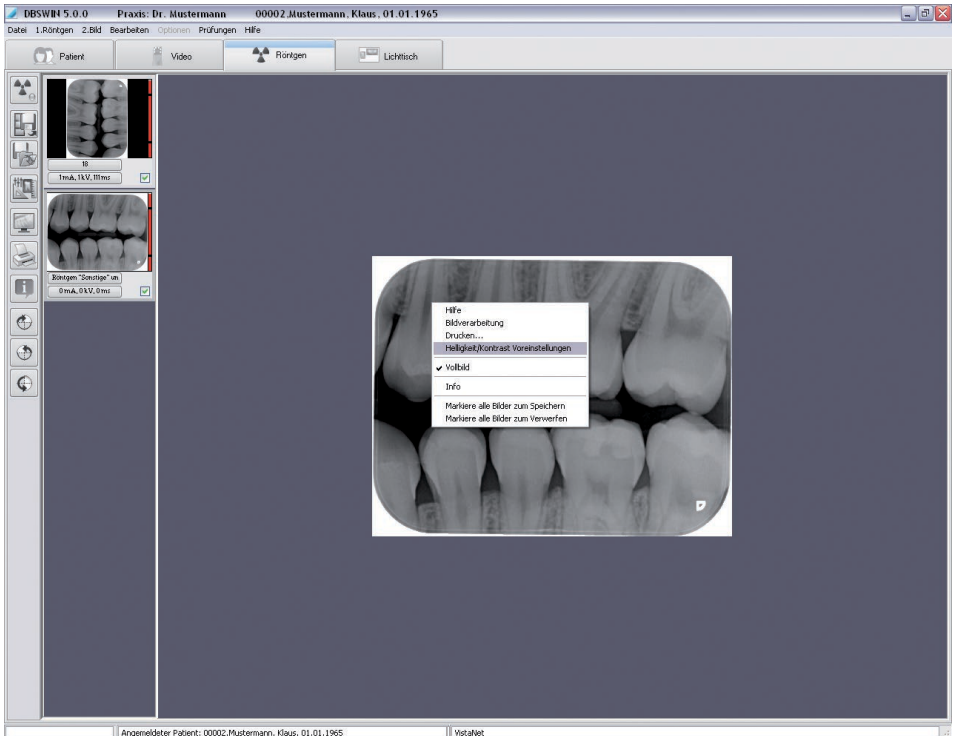 DBSWIN 5.0.0 Praxis: Dr. Mustermann 00002,Mustermann, Klaus, 01.01.1965
Datei 1.Röntgen 2.Bild Bearbeiten Optionen Prüfungen Hilfe
Patient Video Röntgen Lichttisch
18
1mA, 1kV, 111ms
Röntgen "Sonstige" un
0mA, 0kV, 0ms
Hilfe
Bildverarbeitung
Drucken...
Helligkeit/Kontrast Voreinstellungen
Vollbild
Info
Markiere alle Bilder zum Speichern
Markiere alle Bilder zum Verwerfen
Angemeldeter Patient: 00002,Mustermann, Klaus, 01.01.1965 VistaNet